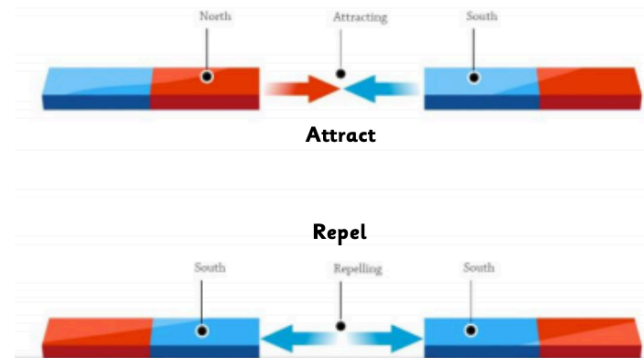 North Attracting South
Attract
Repel
South Repelling South